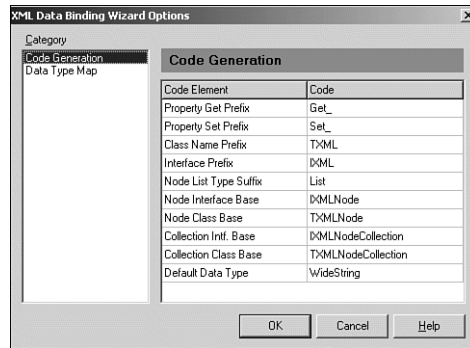 XML Data Binding Wizard Options
Category
Code Generation
Data Type Map
Code Generation
Code Element Code
Property Get Prefix Get_
Property Set Prefix Set_
Class Name Prefix TXML
Interface Prefix IXML
Node List Type Suffix List
Node Interface Base IXMLNode
Node Class Base TXMLNode
Collection Intf. Base IXMLNodeCollection
Collection Class Base TXMLNodeCollection
Default Data Type WideString
OK Cancel Help